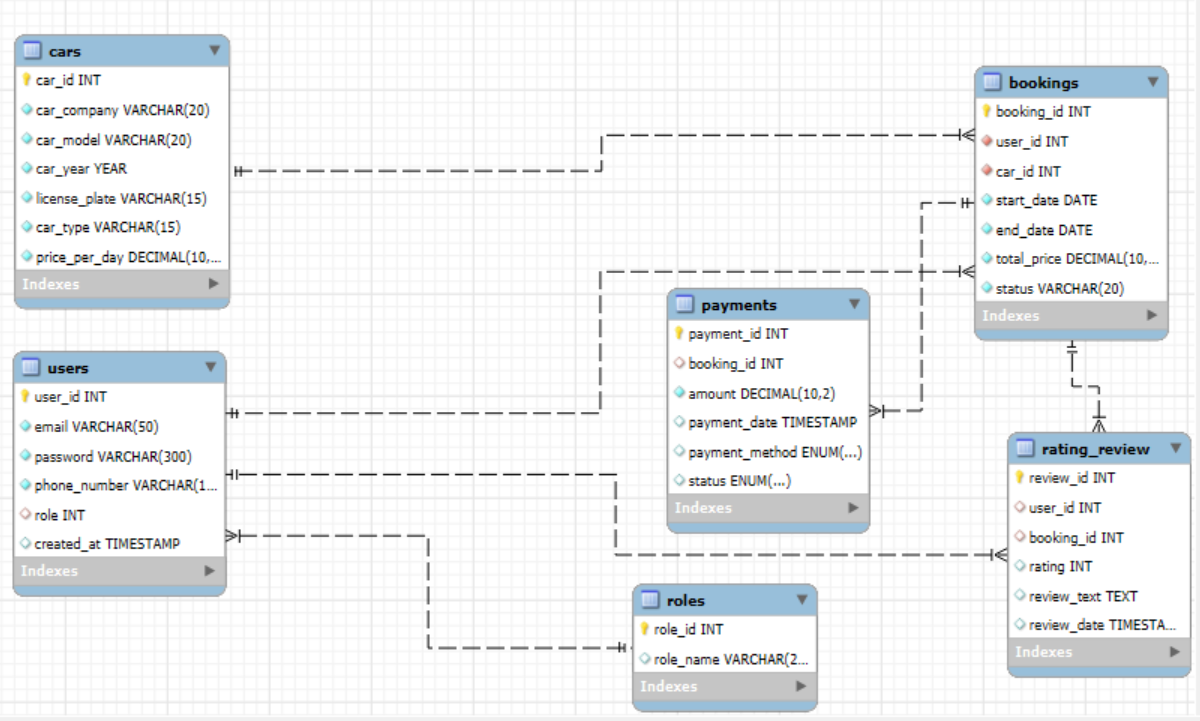 cars
car_id INT
car_company VARCHAR(20)
car_model VARCHAR(20)
car_year YEAR
license_plate VARCHAR(15)
car_type VARCHAR(15)
price_per_day DECIMAL(10,...
Indexes
bookings
booking_id INT
user_id INT
car_id INT
start_date DATE
end_date DATE
total_price DECIMAL(10,...
status VARCHAR(20)
Indexes
payments
payment_id INT
booking_id INT
amount DECIMAL(10,2)
payment_date TIMESTAMP
payment_method ENUM(...)
status ENUM(...)
Indexes
users
user_id INT
email VARCHAR(50)
password VARCHAR(300)
phone_number VARCHAR(1...
role INT
created_at TIMESTAMP
Indexes
rating_review
review_id INT
user_id INT
booking_id INT
rating INT
review_text TEXT
review_date TIMESTA...
Indexes
roles
role_id INT
role_name VARCHAR(2...
Indexes